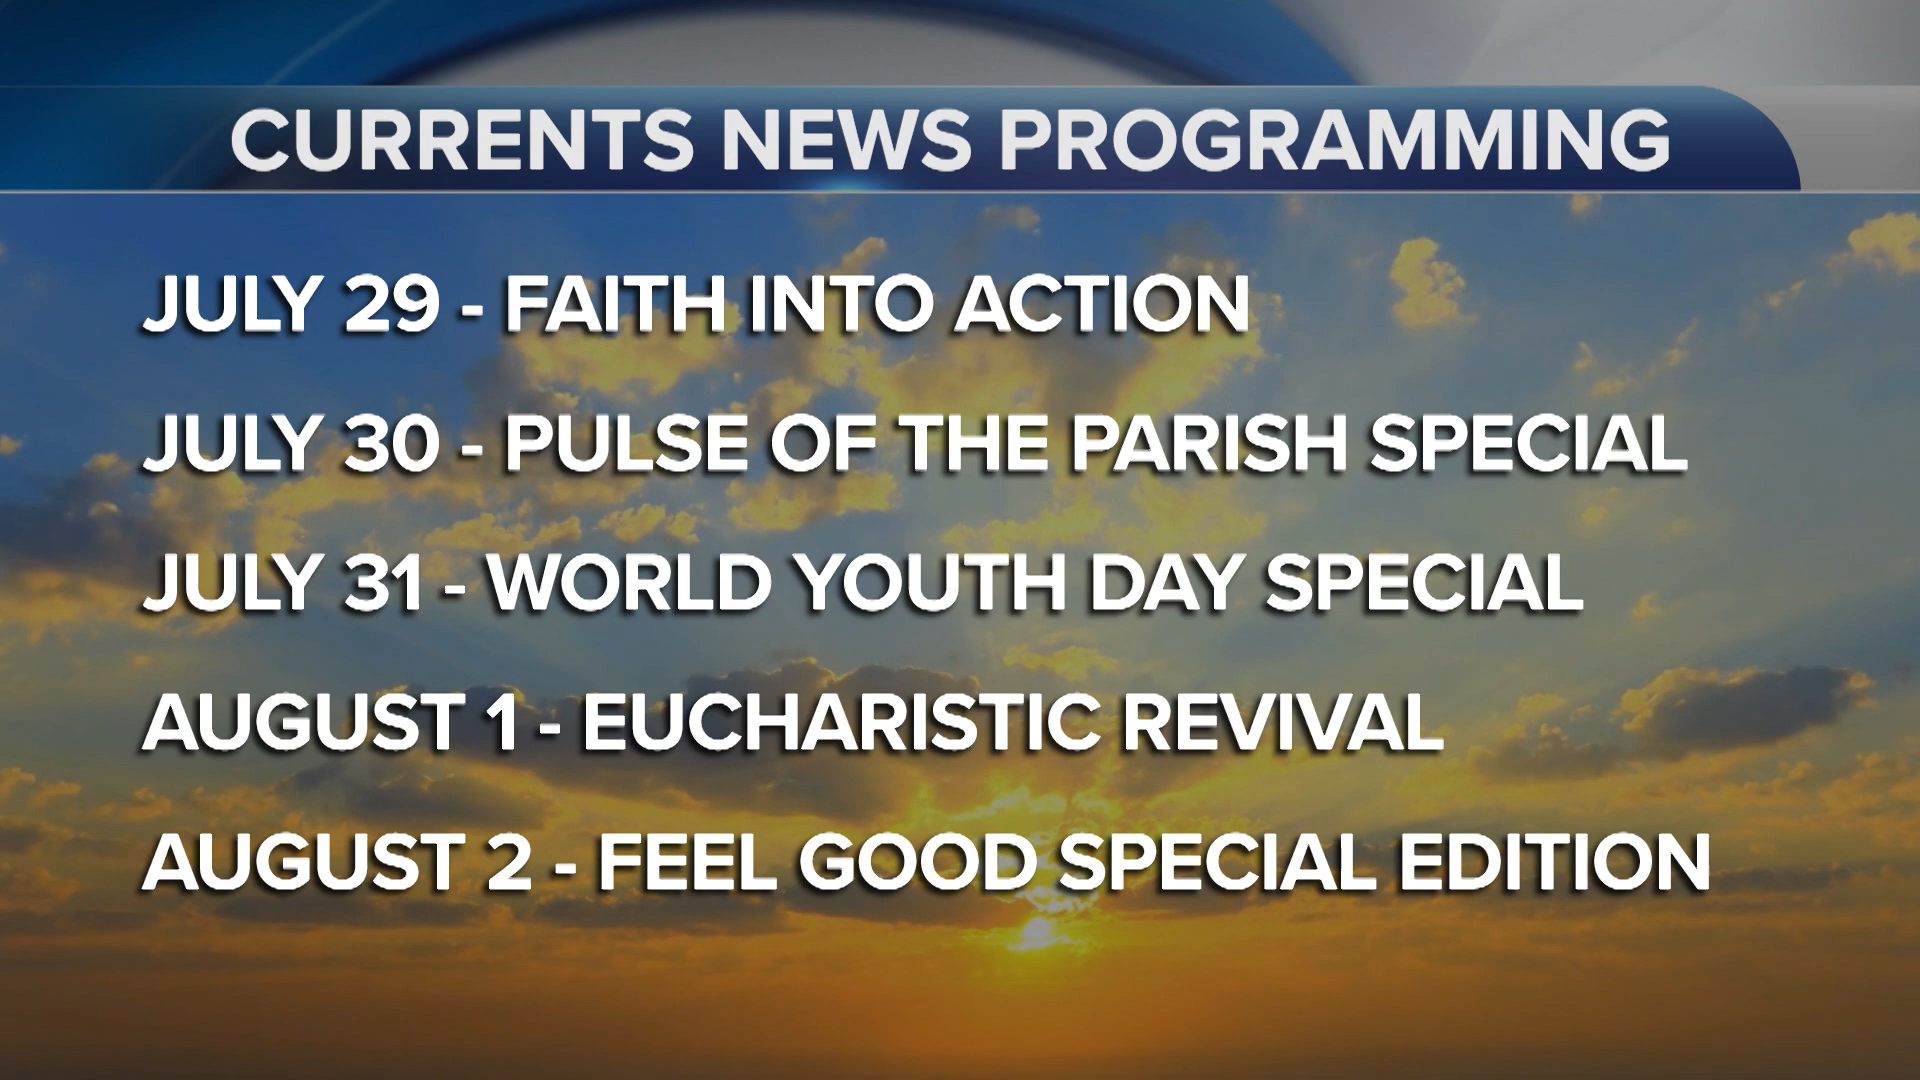 CURRENTS NEWS PROGRAMMING
JULY 29 - FAITH INTO ACTION
JULY 30 - PULSE OF THE PARISH SPECIAL
JULY 31 - WORLD YOUTH DAY SPECIAL
AUGUST 1 - EUCHARISTIC REVIVAL
AUGUST 2 - FEEL GOOD SPECIAL EDITION